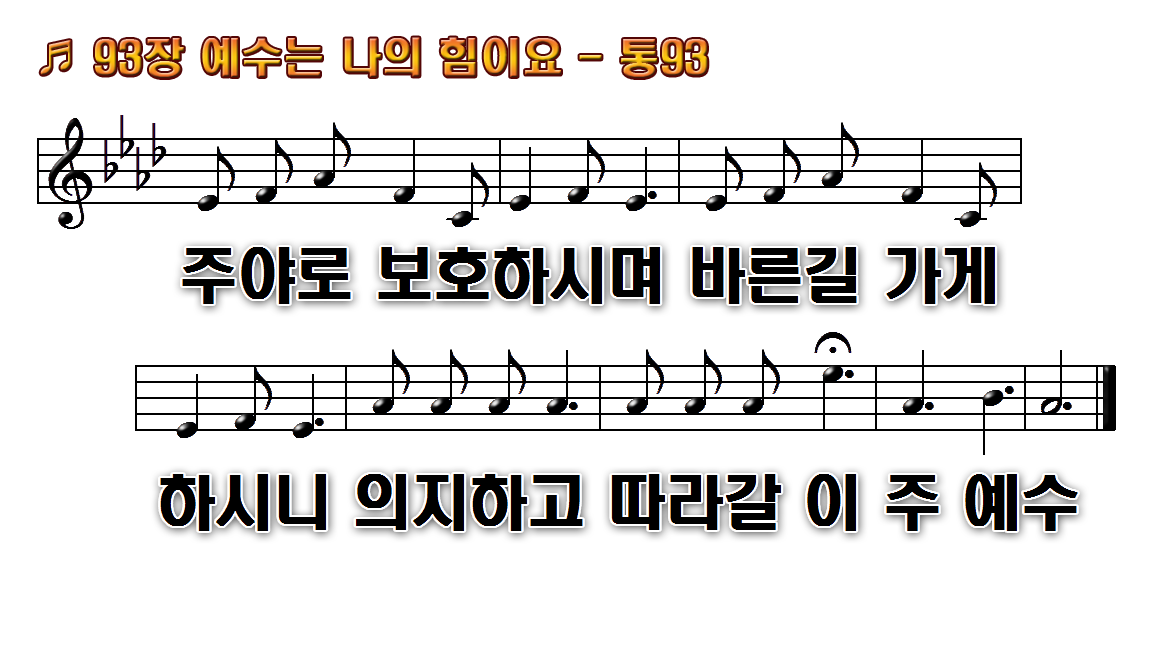 93장 예수는 나의 힘이요 - 통93
주야로 보호하시며 바른길 가게
하시니 의지하고 따라갈 이 주 예수